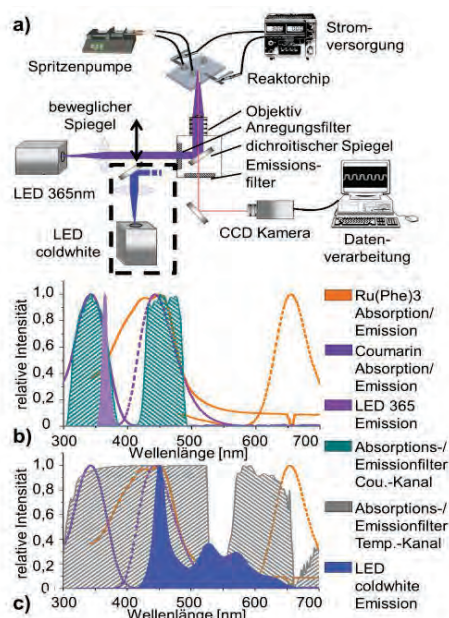 a)
Strom-
versorgung
Spritzenpumpe
Reaktorchip
beweglicher
Spiegel
Objektiv
Anregungsfilter
dichroitischer Spiegel
Emissions-
filter
LED 365nm
LED
coldwhite
CCD Kamera
Daten-
verarbeitung
relative Intensität
1,0
0,8
0,6
0,4
0,2
0
300
400
500
600
700
Wellenlänge [nm]
b)
relative Intensität
1,0
0,8
0,6
0,4
0,2
0
300
400
500
600
700
Wellenlänge [nm]
c)
Ru(Phe)3
Absorption/
Emission
Coumarin
Absorption/
Emission
LED 365
Emission
Absorptions-/
Emissionfilter
Cou.-Kanal
Absorptions-/
Emissionfilter
Temp.-Kanal
LED
coldwhite
Emission